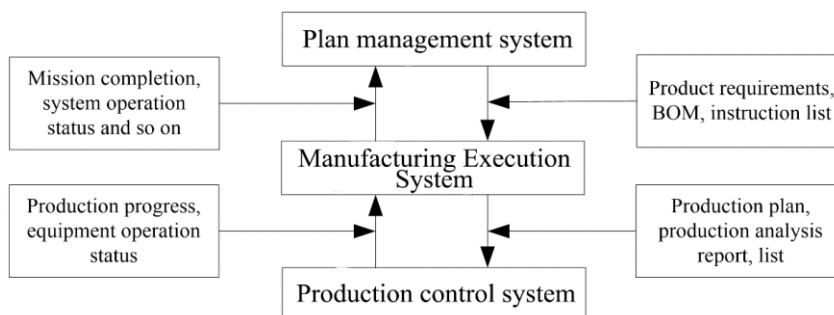 Plan management system
Mission completion,
system operation
status and so on
Product requirements,
BOM, instruction list
Manufacturing Execution
System
Production progress,
equipment operation
status
Production plan,
production analysis
report, list
Production control system